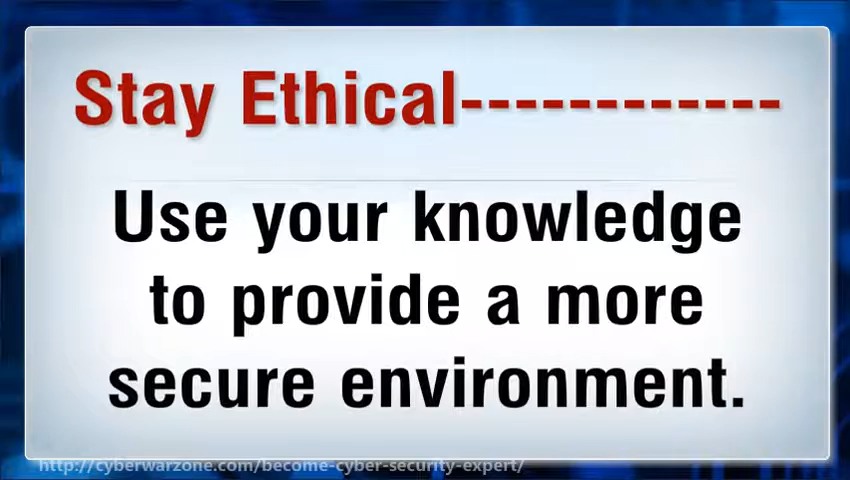 Stay Ethical------------
Use your knowledge
to provide a more
secure environment.
http://cyberwarzone.com/become-cyber-security-expert/